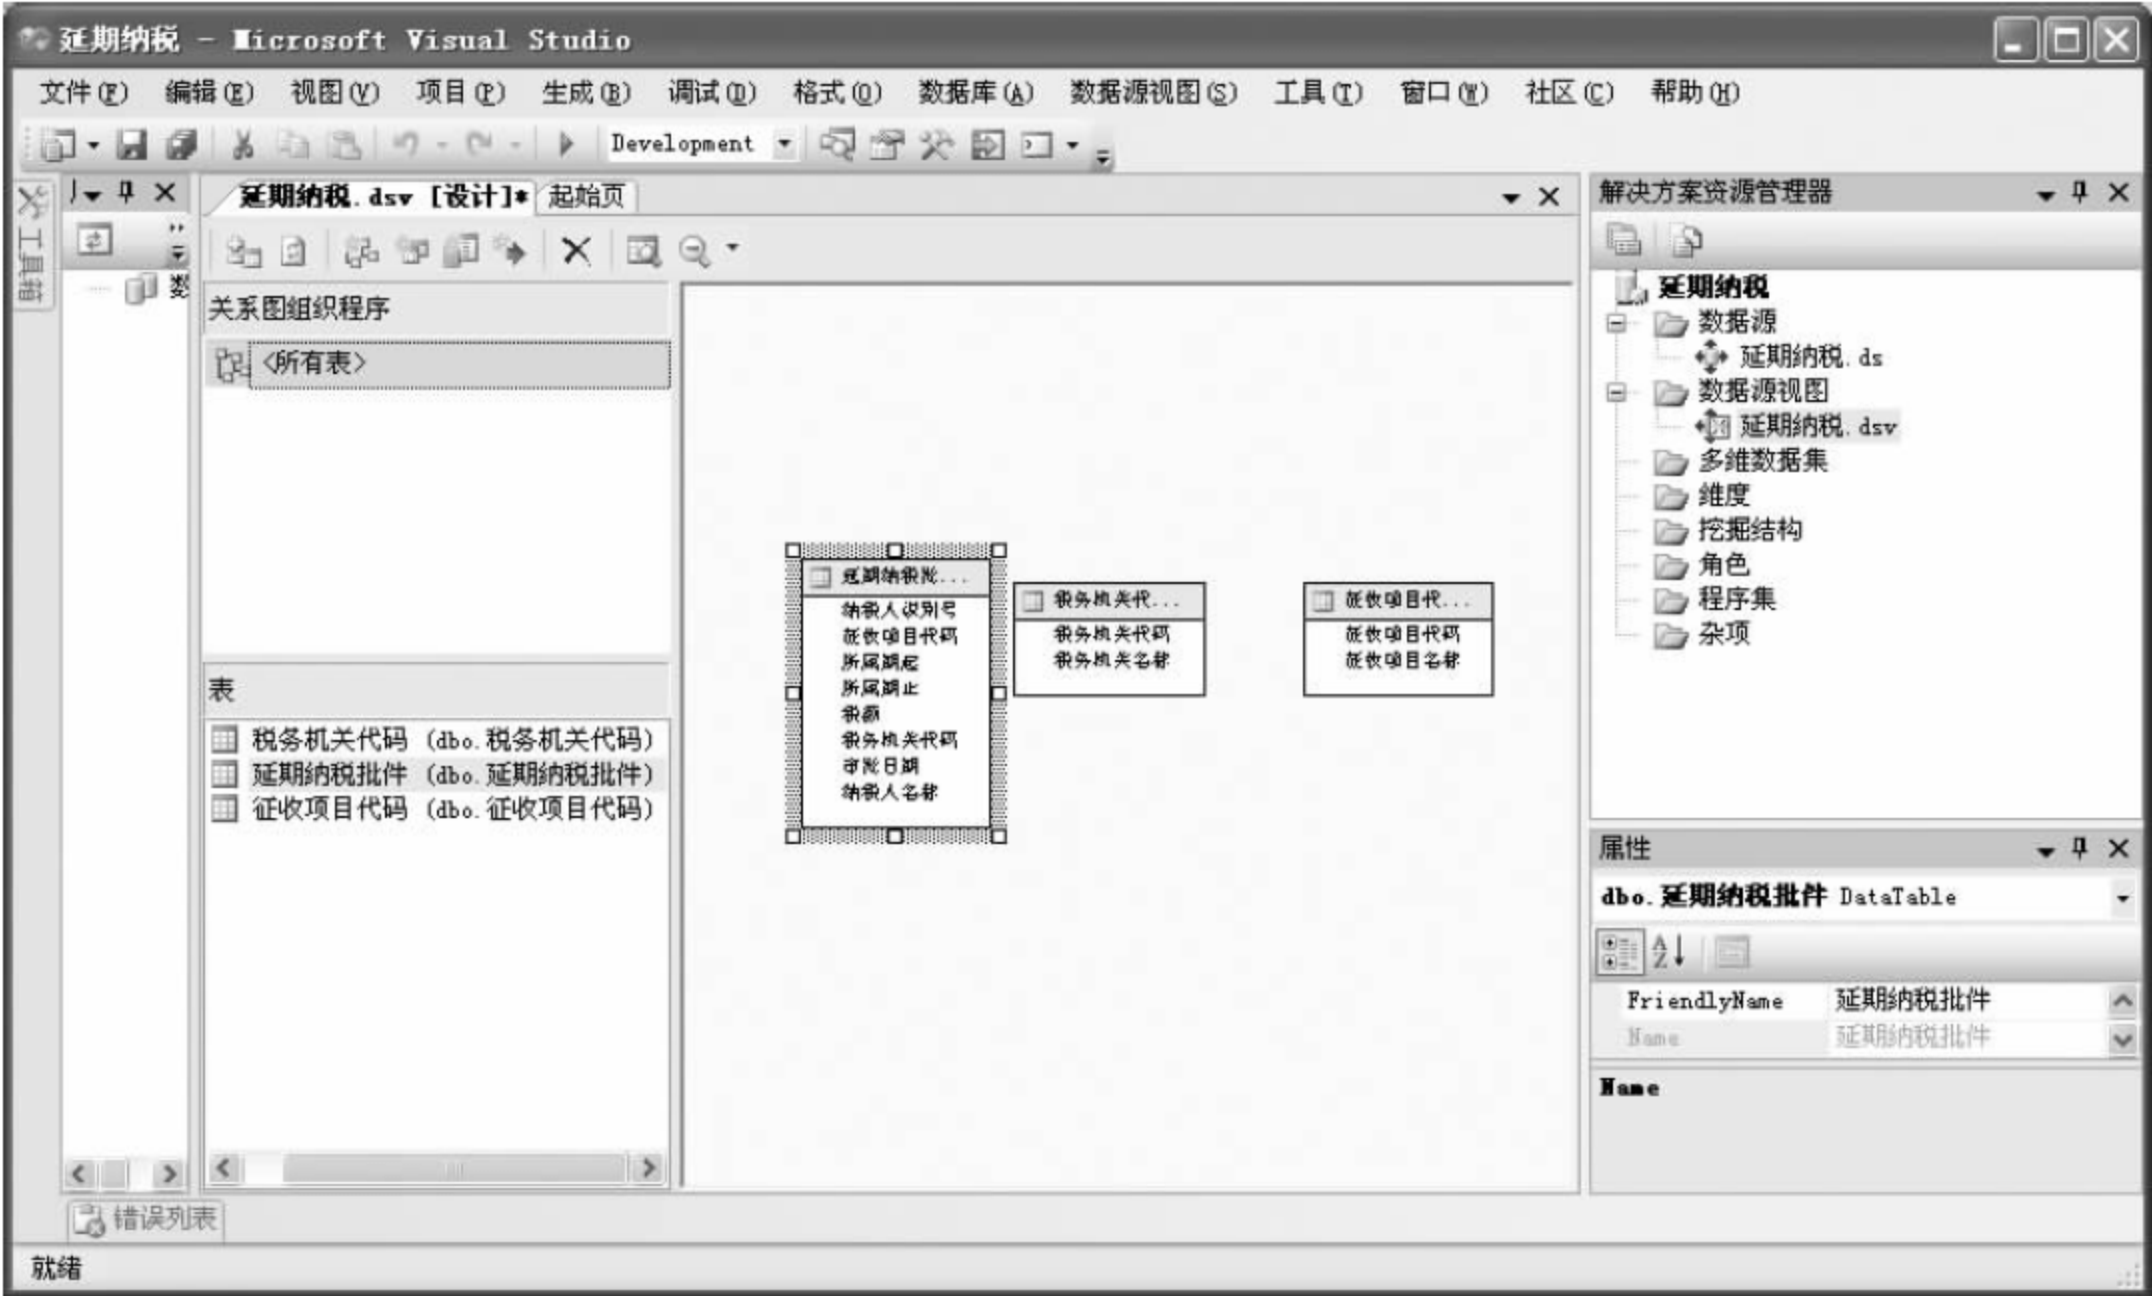 延期纳税 - Microsoft Visual Studio
文件(F) 编辑(E) 视图(V) 项目(P) 生成(B) 调试(D) 格式(O) 数据库(A) 数据源视图(S) 工具(T) 窗口(W) 社区(C) 帮助(H)
Development
工具箱
数
延期纳税.dsv [设计]* 起始页
关系图组织程序
<所有表>
表
税务机关代码 (dbo.税务机关代码)
延期纳税批件 (dbo.延期纳税批件)
征收项目代码 (dbo.征收项目代码)
延期纳税批...
纳税人识别号
征收项目代码
所属期起
所属期止
税额
税务机关代码
审批日期
纳税人名称
税务机关代...
税务机关代码
税务机关名称
征收项目代...
征收项目代码
征收项目名称
解决方案资源管理器
延期纳税
数据源
延期纳税.ds
数据源视图
延期纳税.dsv
多维数据集
维度
挖掘结构
角色
程序集
杂项
属性
dbo.延期纳税批件 DataTable
FriendlyName 延期纳税批件
Name 延期纳税批件
Name
错误列表
就绪